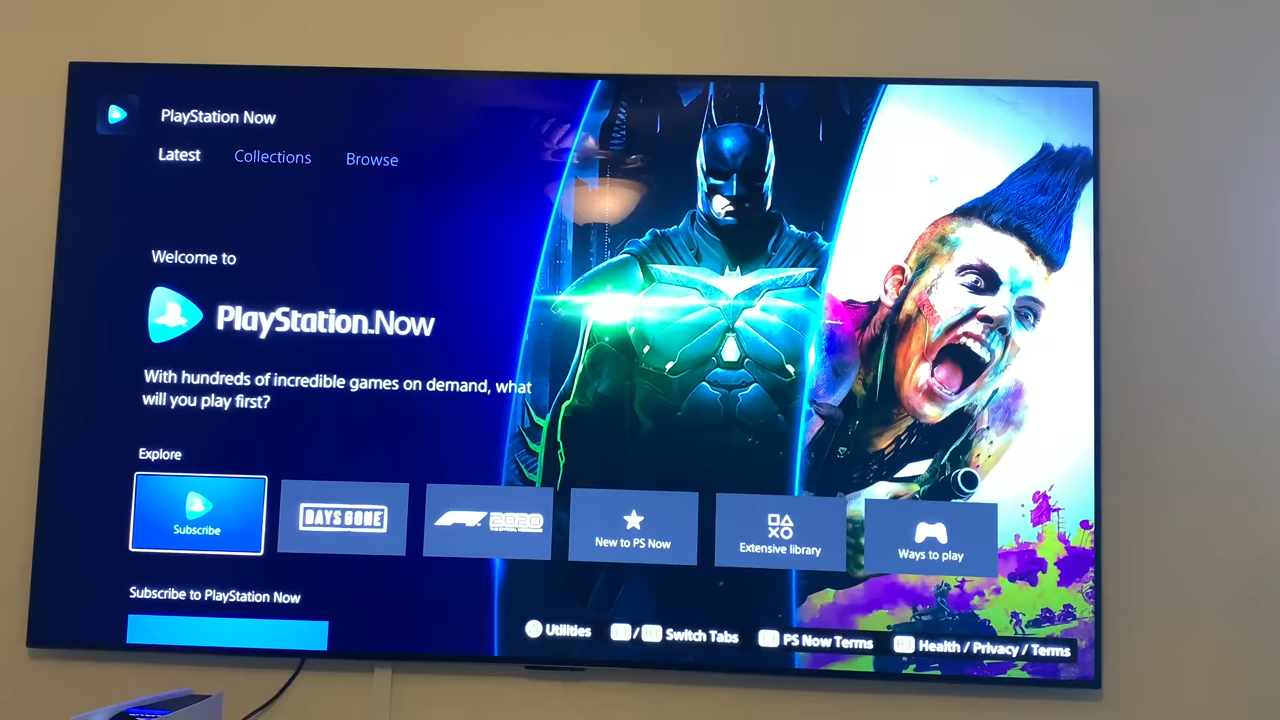 PlayStation Now
Latest Collections Browse
Welcome to
PlayStation.Now
With hundreds of incredible games on demand, what
will you play first?
Explore
Subscribe
DAYS GONE
F1 2020
New to PS Now
Extensive library
Ways to play
Subscribe to PlayStation Now
Utilities
/ Switch Tabs
PS Now Terms
Health / Privacy / Terms